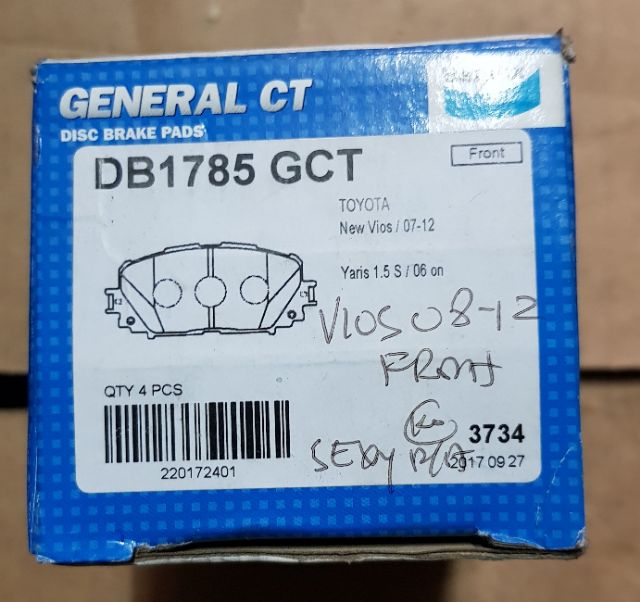 GENERAL CT
DISC BRAKE PADS
DB1785 GCT
Front
TOYOTA
New Vios / 07-12
Yaris 1.5 S / 06 on
VIOS 08-12
FRONT
QTY 4 PCS
220172401
3734
SEXY
2017 09 27